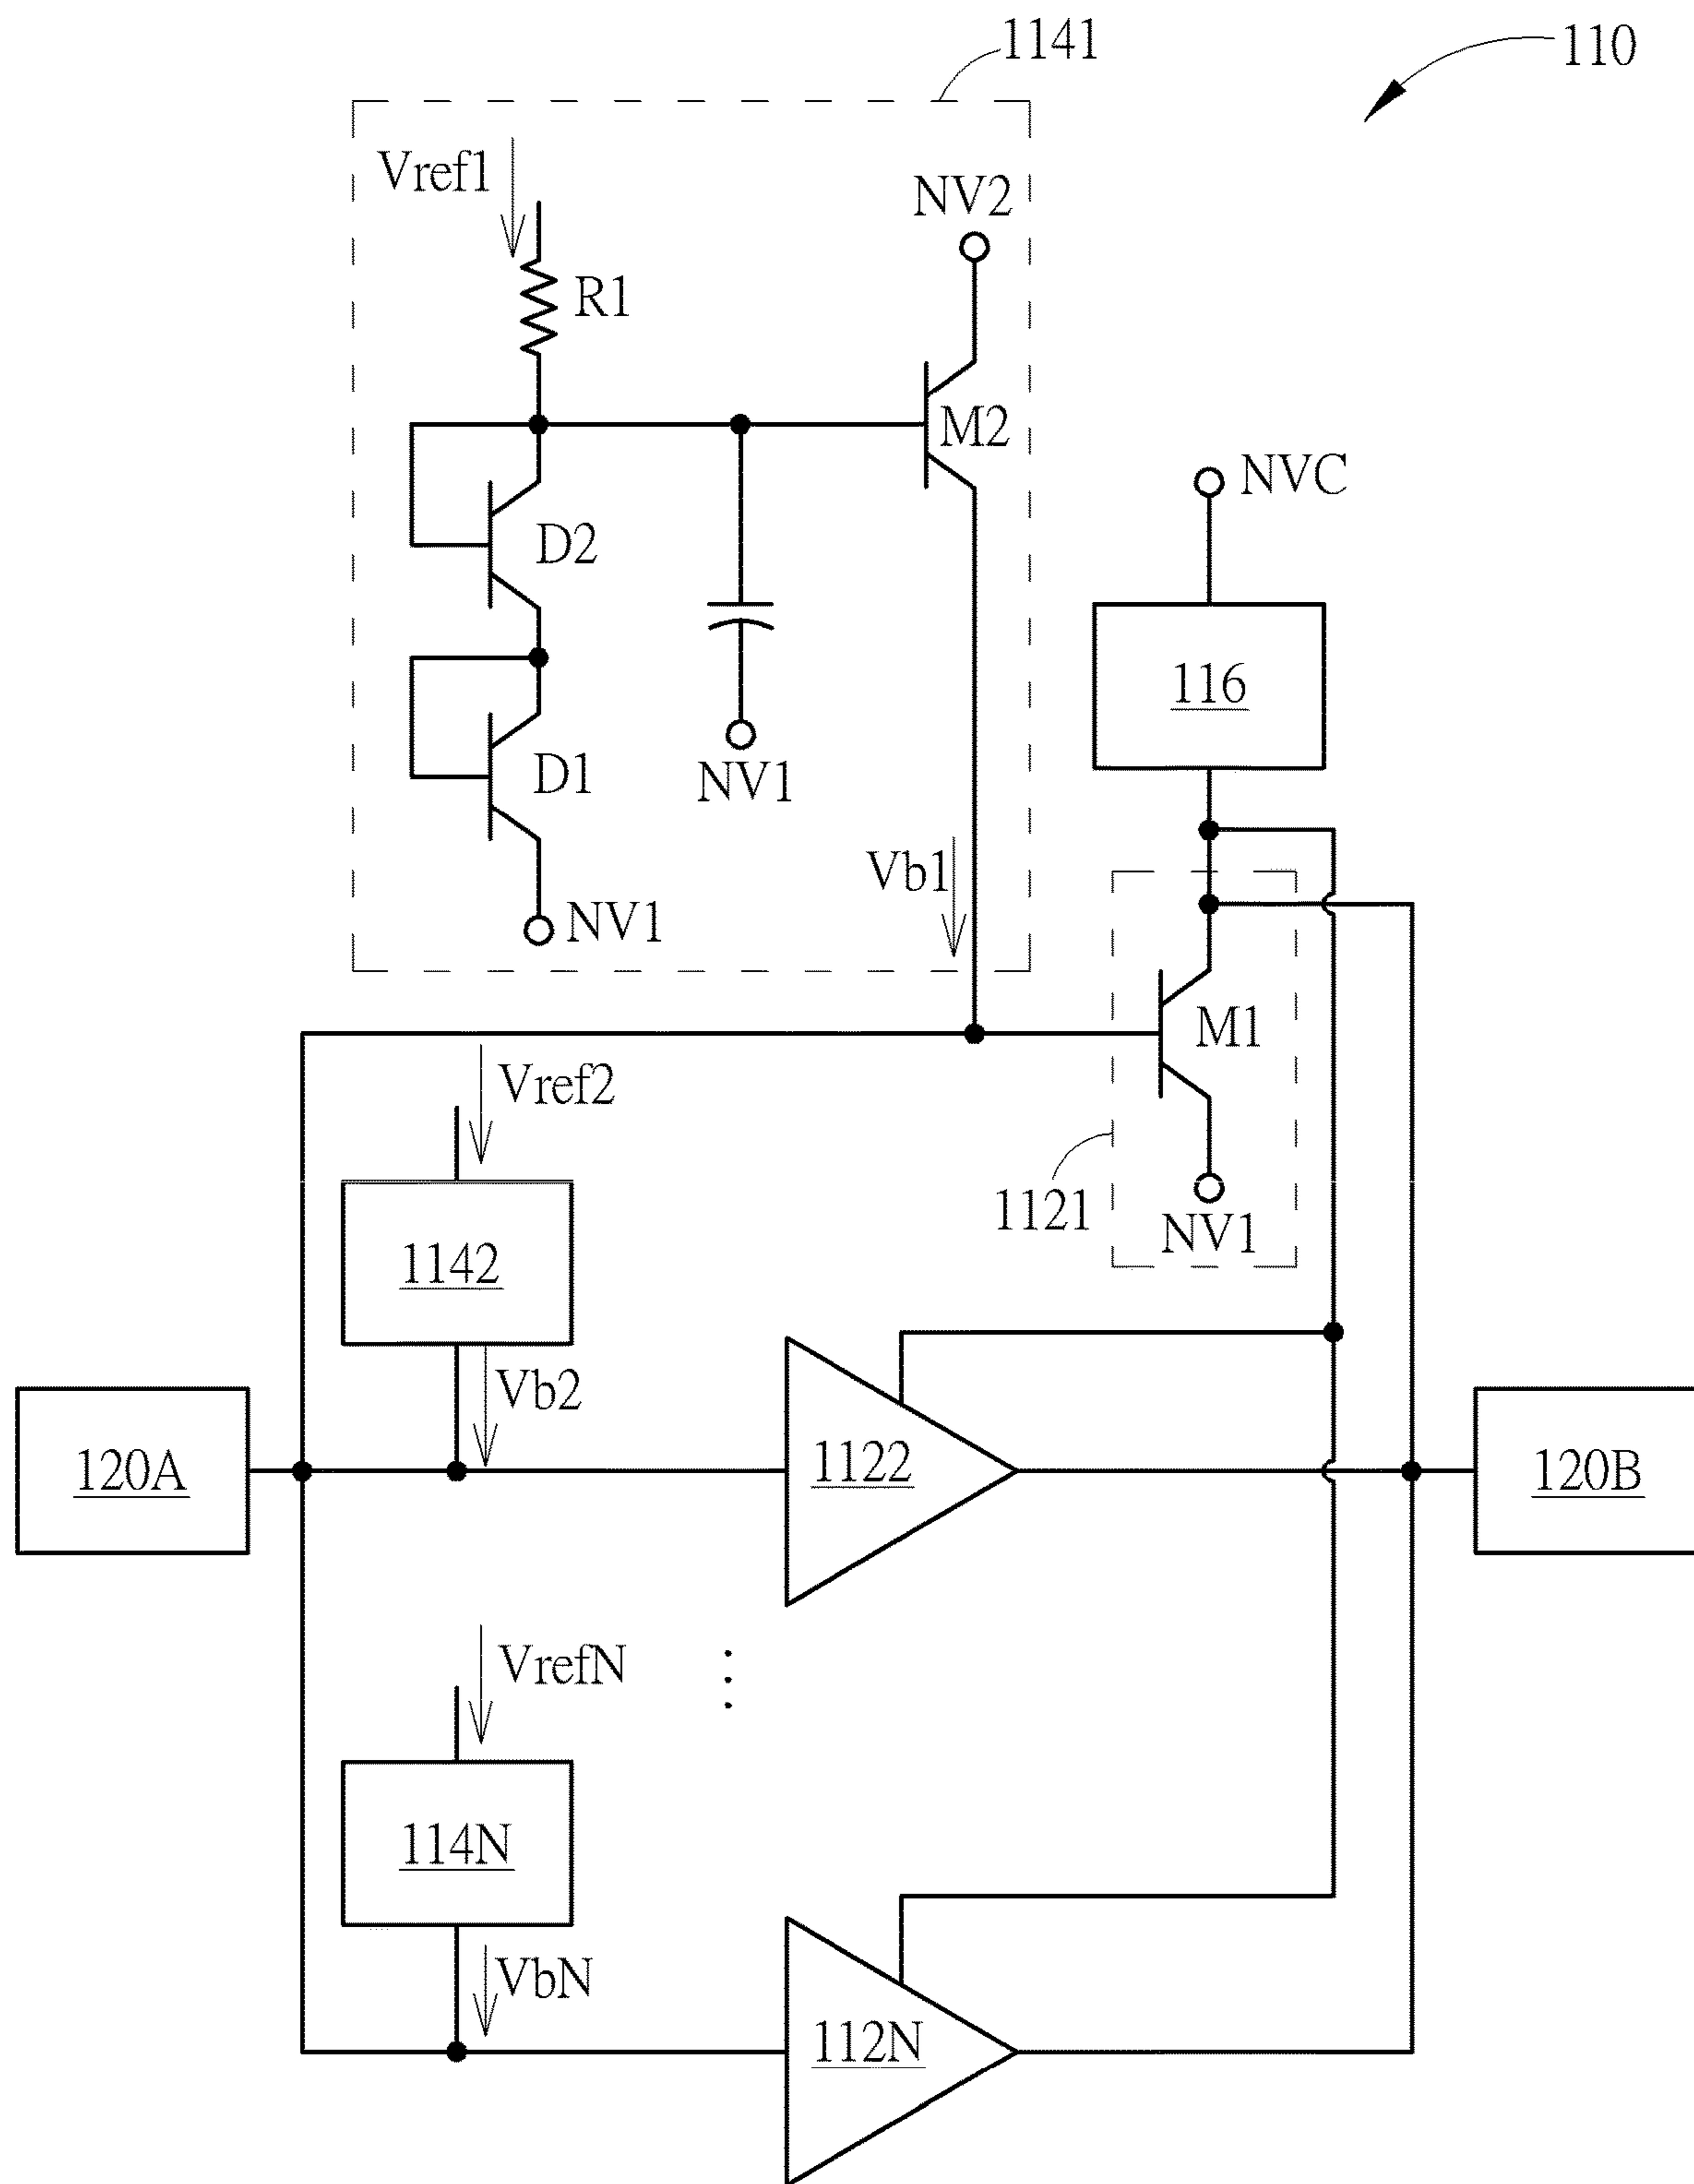 1141
110
Vref1
NV2
R1
M2
NVC
D2
116
D1
NV1
Vb1
NV1
M1
Vref2
1121
NV1
1142
Vb2
120A
1122
120B
VrefN
⋮
114N
VbN
112N